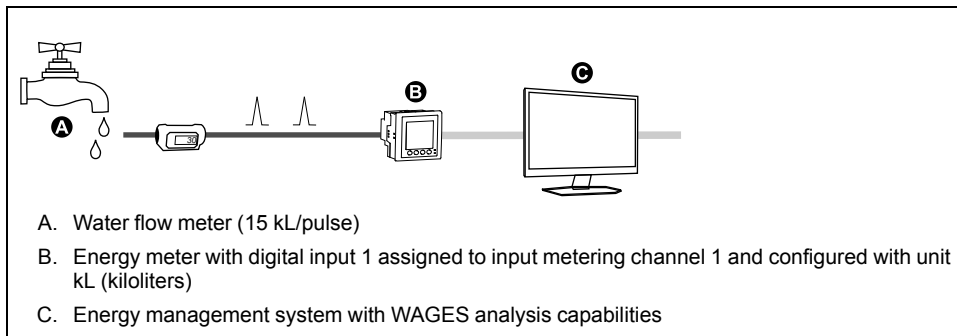 C
B
A
30
A. Water flow meter (15 kL/pulse)
B. Energy meter with digital input 1 assigned to input metering channel 1 and configured with unit
kL (kiloliters)
C. Energy management system with WAGES analysis capabilities